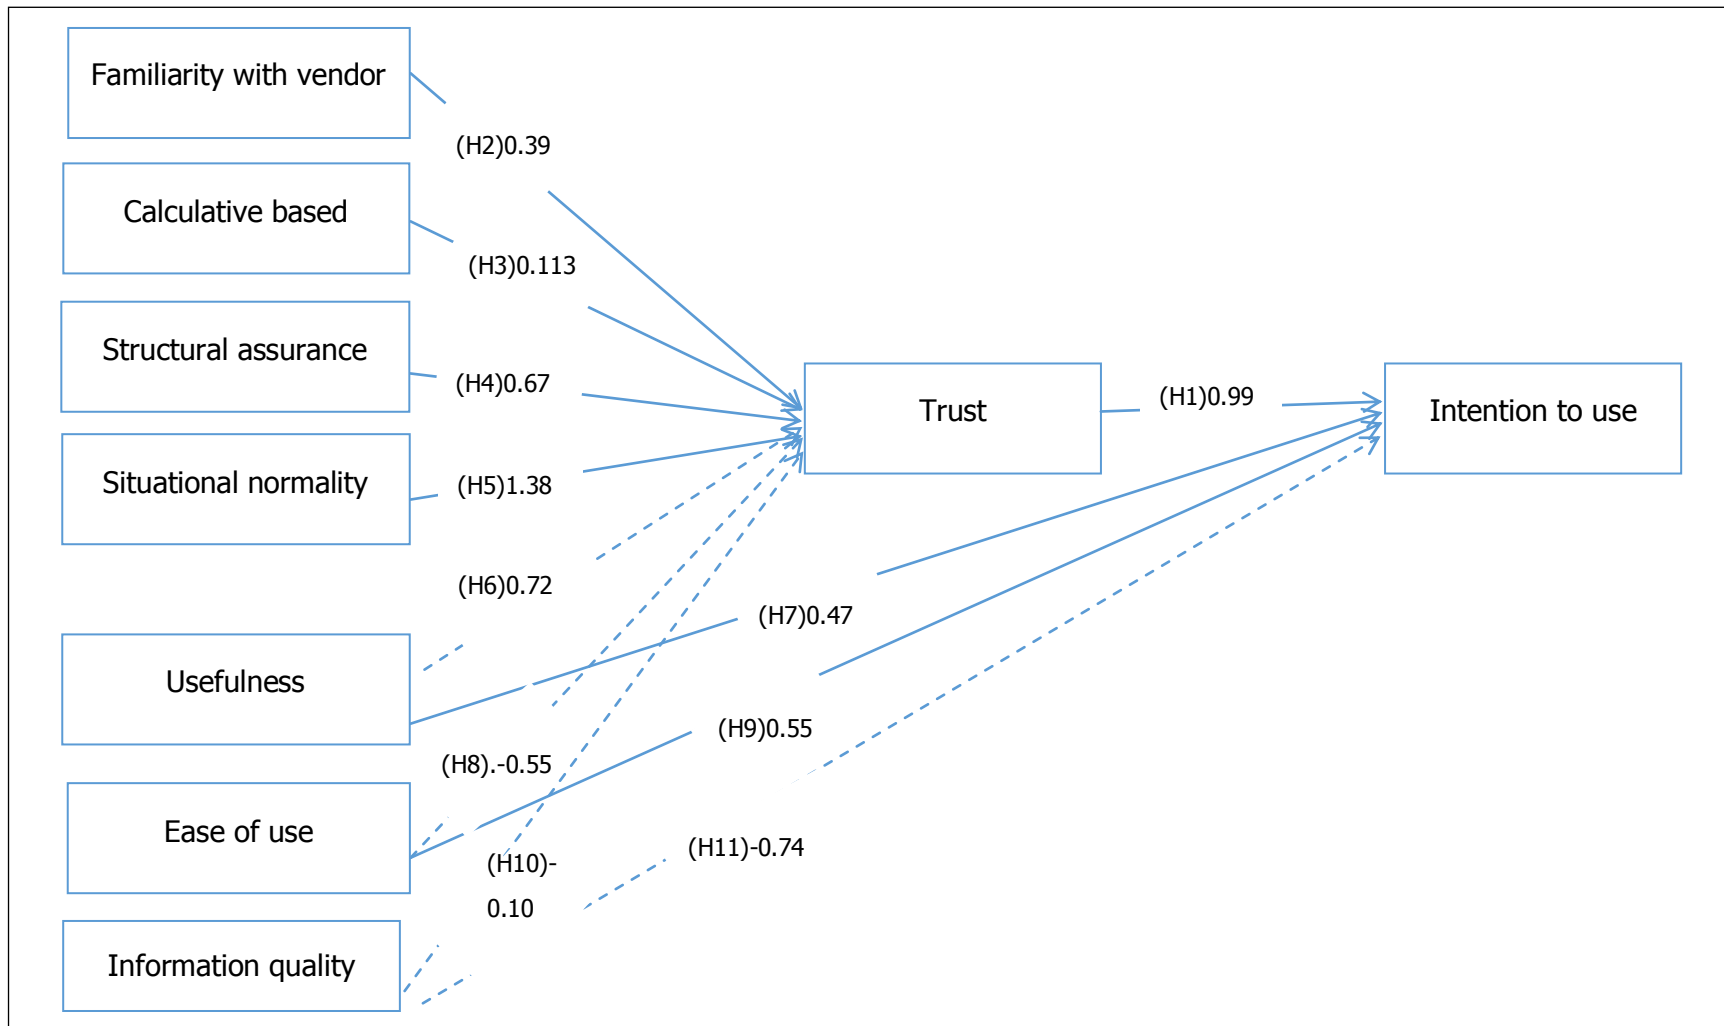 Familiarity with vendor
(H2)0.39
Calculative based
(H3)0.113
Structural assurance
(H4)0.67
Trust
(H1)0.99
Intention to use
Situational normality
(H5)1.38
(H6)0.72
(H7)0.47
Usefulness
(H9)0.55
(H8).-0.55
Ease of use
(H11)-0.74
(H10)-
0.10
Information quality